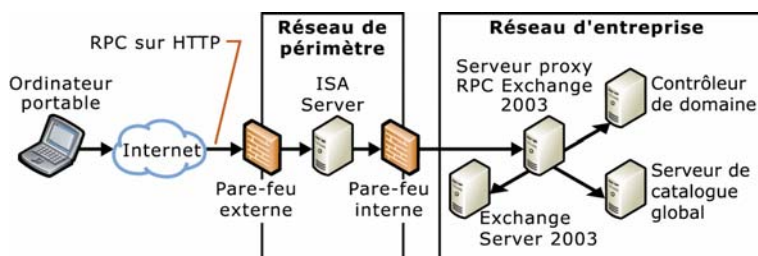 RPC sur HTTP
Réseau de
périmètre
Réseau d'entreprise
Ordinateur
portable
Internet
ISA
Server
Serveur proxy
RPC Exchange
2003
Contrôleur
de domaine
Pare-feu
externe
Pare-feu
interne
Exchange
Server 2003
Serveur de
catalogue
global